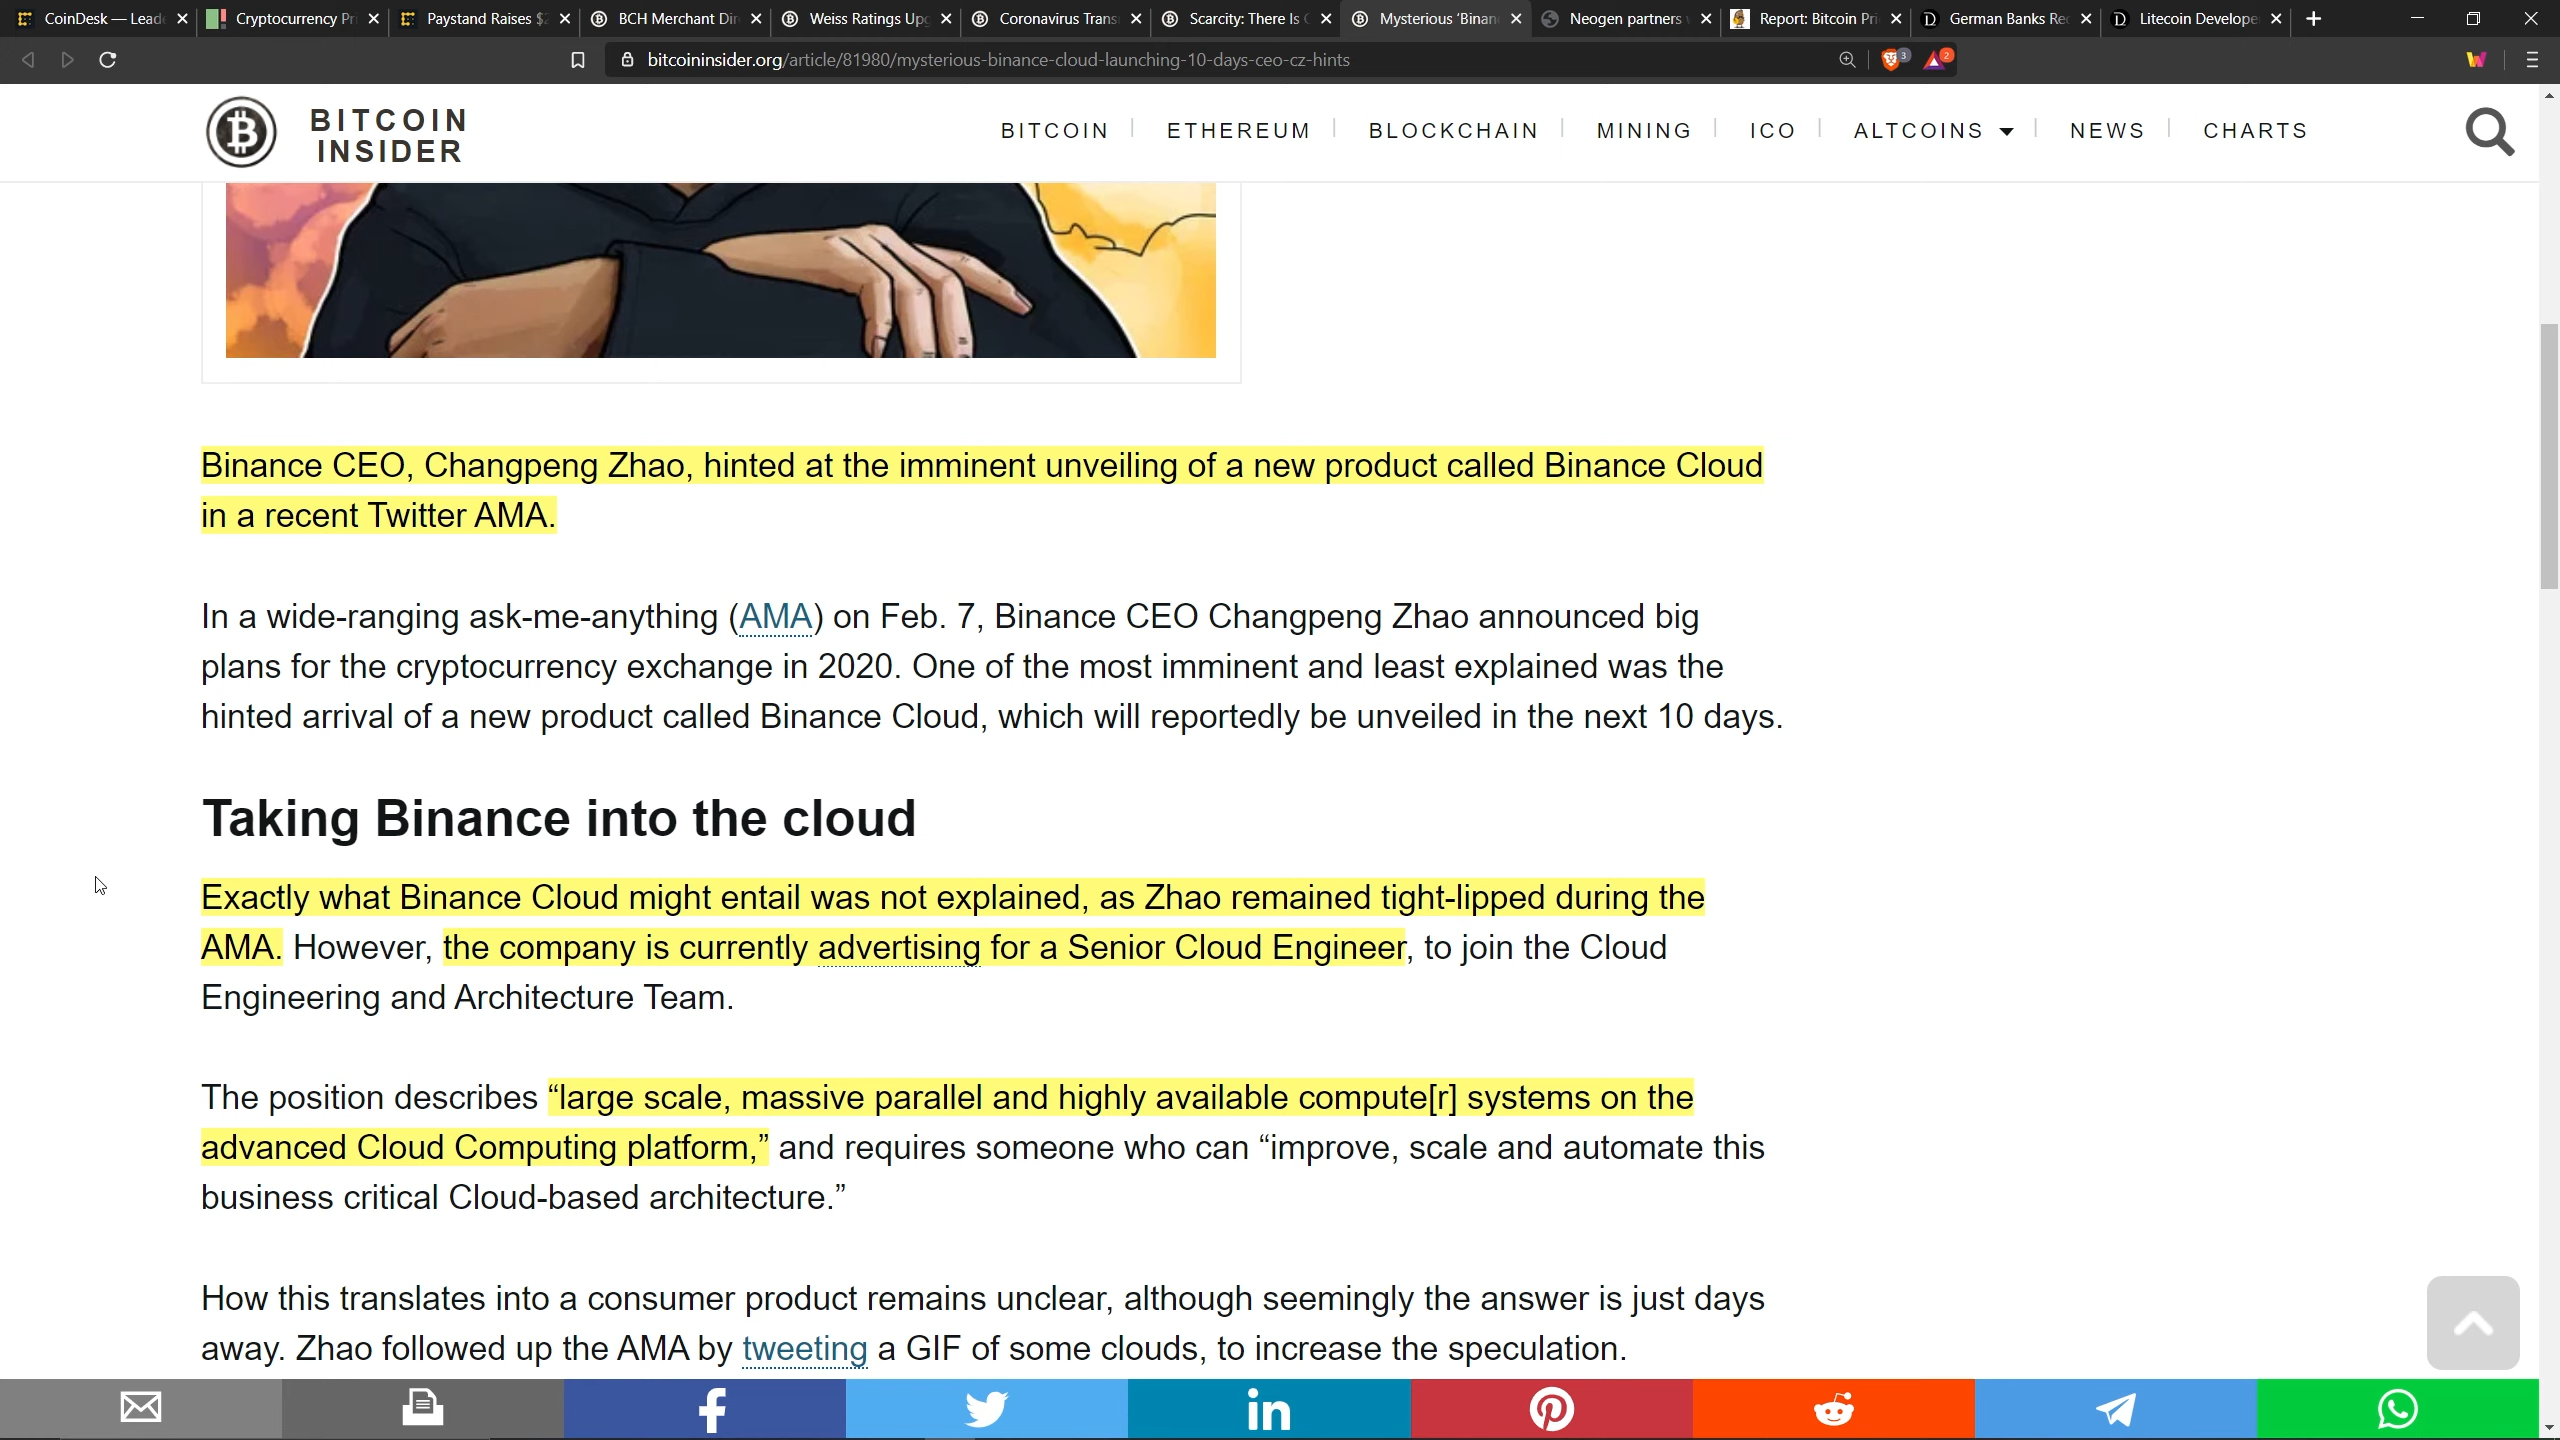 CoinDesk — Lead
Cryptocurrency Pr
Paystand Raises $
BCH Merchant Dir
Weiss Ratings Upg
Coronavirus Trans
Scarcity: There Is
Mysterious ‘Binan
Neogen partners
Report: Bitcoin Pri
German Banks Re
Litecoin Develope
bitcoininsider.org/article/81980/mysterious-binance-cloud-launching-10-days-ceo-cz-hints
3
2
BITCOIN
INSIDER
BITCOIN
ETHEREUM
BLOCKCHAIN
MINING
ICO
ALTCOINS
NEWS
CHARTS
Binance CEO, Changpeng Zhao, hinted at the imminent unveiling of a new product called Binance Cloud
in a recent Twitter AMA.
In a wide-ranging ask-me-anything (AMA) on Feb. 7, Binance CEO Changpeng Zhao announced big
plans for the cryptocurrency exchange in 2020. One of the most imminent and least explained was the
hinted arrival of a new product called Binance Cloud, which will reportedly be unveiled in the next 10 days.
Taking Binance into the cloud
Exactly what Binance Cloud might entail was not explained, as Zhao remained tight-lipped during the
AMA. However, the company is currently advertising for a Senior Cloud Engineer, to join the Cloud
Engineering and Architecture Team.
The position describes “large scale, massive parallel and highly available compute[r] systems on the
advanced Cloud Computing platform,” and requires someone who can “improve, scale and automate this
business critical Cloud-based architecture.”
How this translates into a consumer product remains unclear, although seemingly the answer is just days
away. Zhao followed up the AMA by tweeting a GIF of some clouds, to increase the speculation.